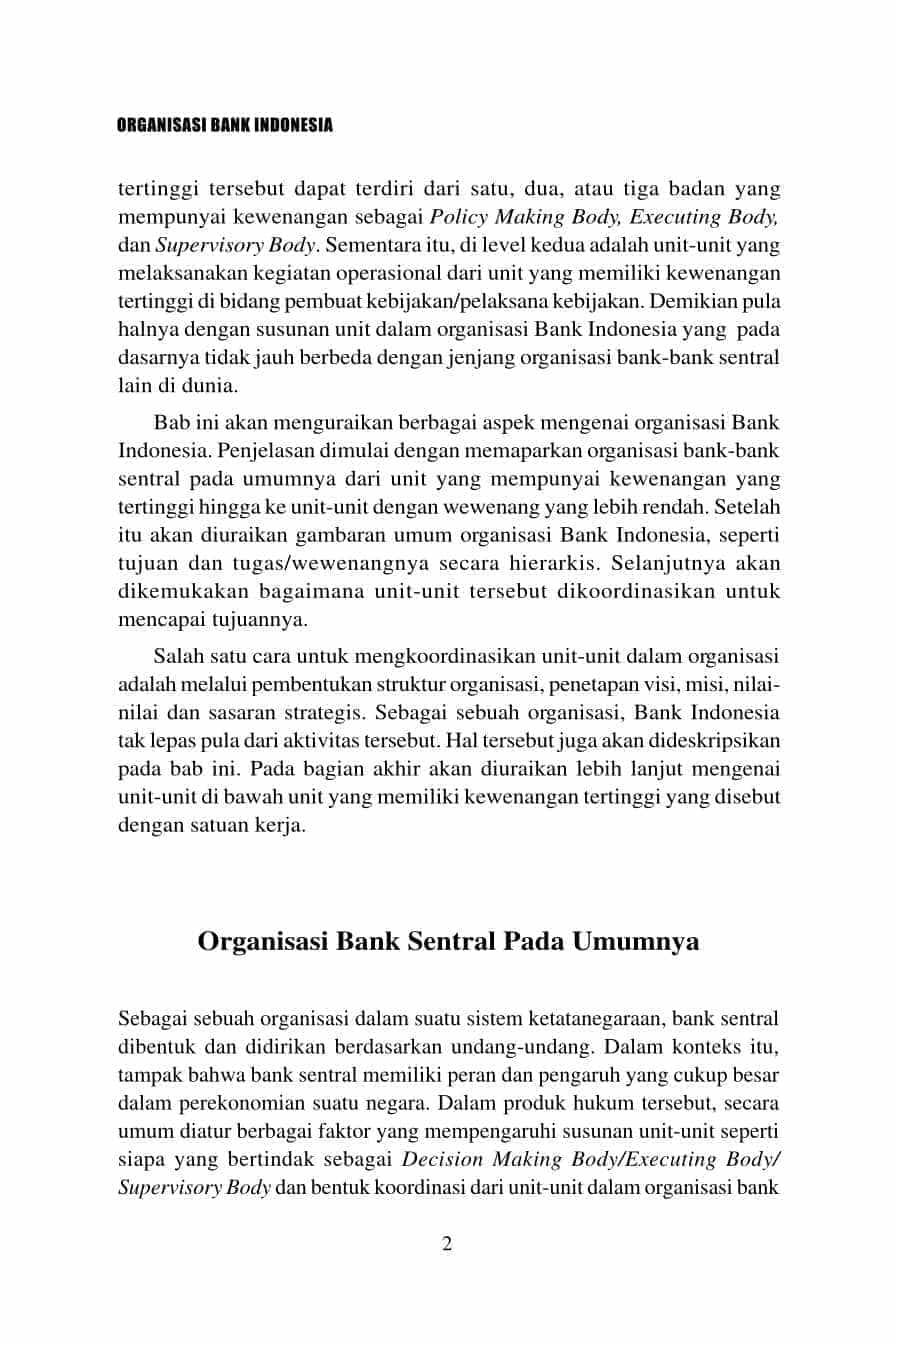 ORGANISASI BANK INDONESIA
tertinggi tersebut dapat terdiri dari satu, dua, atau tiga badan yang
mempunyai kewenangan sebagai Policy Making Body, Executing Body,
dan Supervisory Body. Sementara itu, di level kedua adalah unit-unit yang
melaksanakan kegiatan operasional dari unit yang memiliki kewenangan
tertinggi di bidang pembuat kebijakan/pelaksana kebijakan. Demikian pula
halnya dengan susunan unit dalam organisasi Bank Indonesia yang pada
dasarnya tidak jauh berbeda dengan jenjang organisasi bank-bank sentral
lain di dunia.
Bab ini akan menguraikan berbagai aspek mengenai organisasi Bank
Indonesia. Penjelasan dimulai dengan memaparkan organisasi bank-bank
sentral pada umumnya dari unit yang mempunyai kewenangan yang
tertinggi hingga ke unit-unit dengan wewenang yang lebih rendah. Setelah
itu akan diuraikan gambaran umum organisasi Bank Indonesia, seperti
tujuan dan tugas/wewenangnya secara hierarkis. Selanjutnya akan
dikemukakan bagaimana unit-unit tersebut dikoordinasikan untuk
mencapai tujuannya.
Salah satu cara untuk mengkoordinasikan unit-unit dalam organisasi
adalah melalui pembentukan struktur organisasi, penetapan visi, misi, nilai-
nilai dan sasaran strategis. Sebagai sebuah organisasi, Bank Indonesia
tak lepas pula dari aktivitas tersebut. Hal tersebut juga akan dideskripsikan
pada bab ini. Pada bagian akhir akan diuraikan lebih lanjut mengenai
unit-unit di bawah unit yang memiliki kewenangan tertinggi yang disebut
dengan satuan kerja.
Organisasi Bank Sentral Pada Umumnya
Sebagai sebuah organisasi dalam suatu sistem ketatanegaraan, bank sentral
dibentuk dan didirikan berdasarkan undang-undang. Dalam konteks itu,
tampak bahwa bank sentral memiliki peran dan pengaruh yang cukup besar
dalam perekonomian suatu negara. Dalam produk hukum tersebut, secara
umum diatur berbagai faktor yang mempengaruhi susunan unit-unit seperti
siapa yang bertindak sebagai Decision Making Body/Executing Body/
Supervisory Body dan bentuk koordinasi dari unit-unit dalam organisasi bank
2